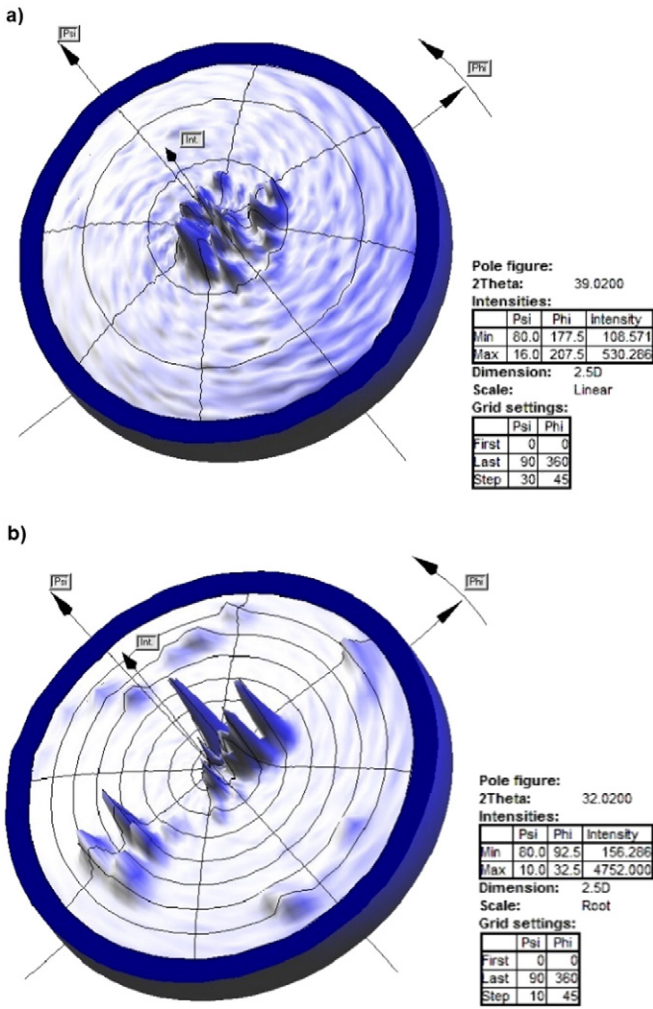 a)
Psi
Phi
Int.
Pole figure:
2Theta: 39.0200
Intensities:
Psi Phi Intensity
Min 80.0 177.5 108.571
Max 16.0 207.5 530.286
Dimension: 2.5D
Scale: Linear
Grid settings:
Psi Phi
First 0 0
Last 90 360
Step 30 45
b)
Psi
Phi
Int.
Pole figure:
2Theta: 32.0200
Intensities:
Psi Phi Intensity
Min 80.0 92.5 156.286
Max 10.0 32.5 4752.000
Dimension: 2.5D
Scale: Root
Grid settings:
Psi Phi
First 0 0
Last 90 360
Step 10 45